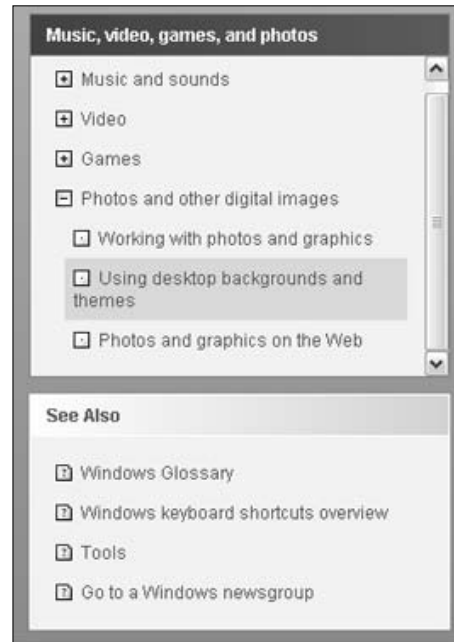 Music, video, games, and photos
Music and sounds
Video
Games
Photos and other digital images
Working with photos and graphics
Using desktop backgrounds and
themes
Photos and graphics on the Web
See Also
Windows Glossary
Windows keyboard shortcuts overview
Tools
Go to a Windows newsgroup